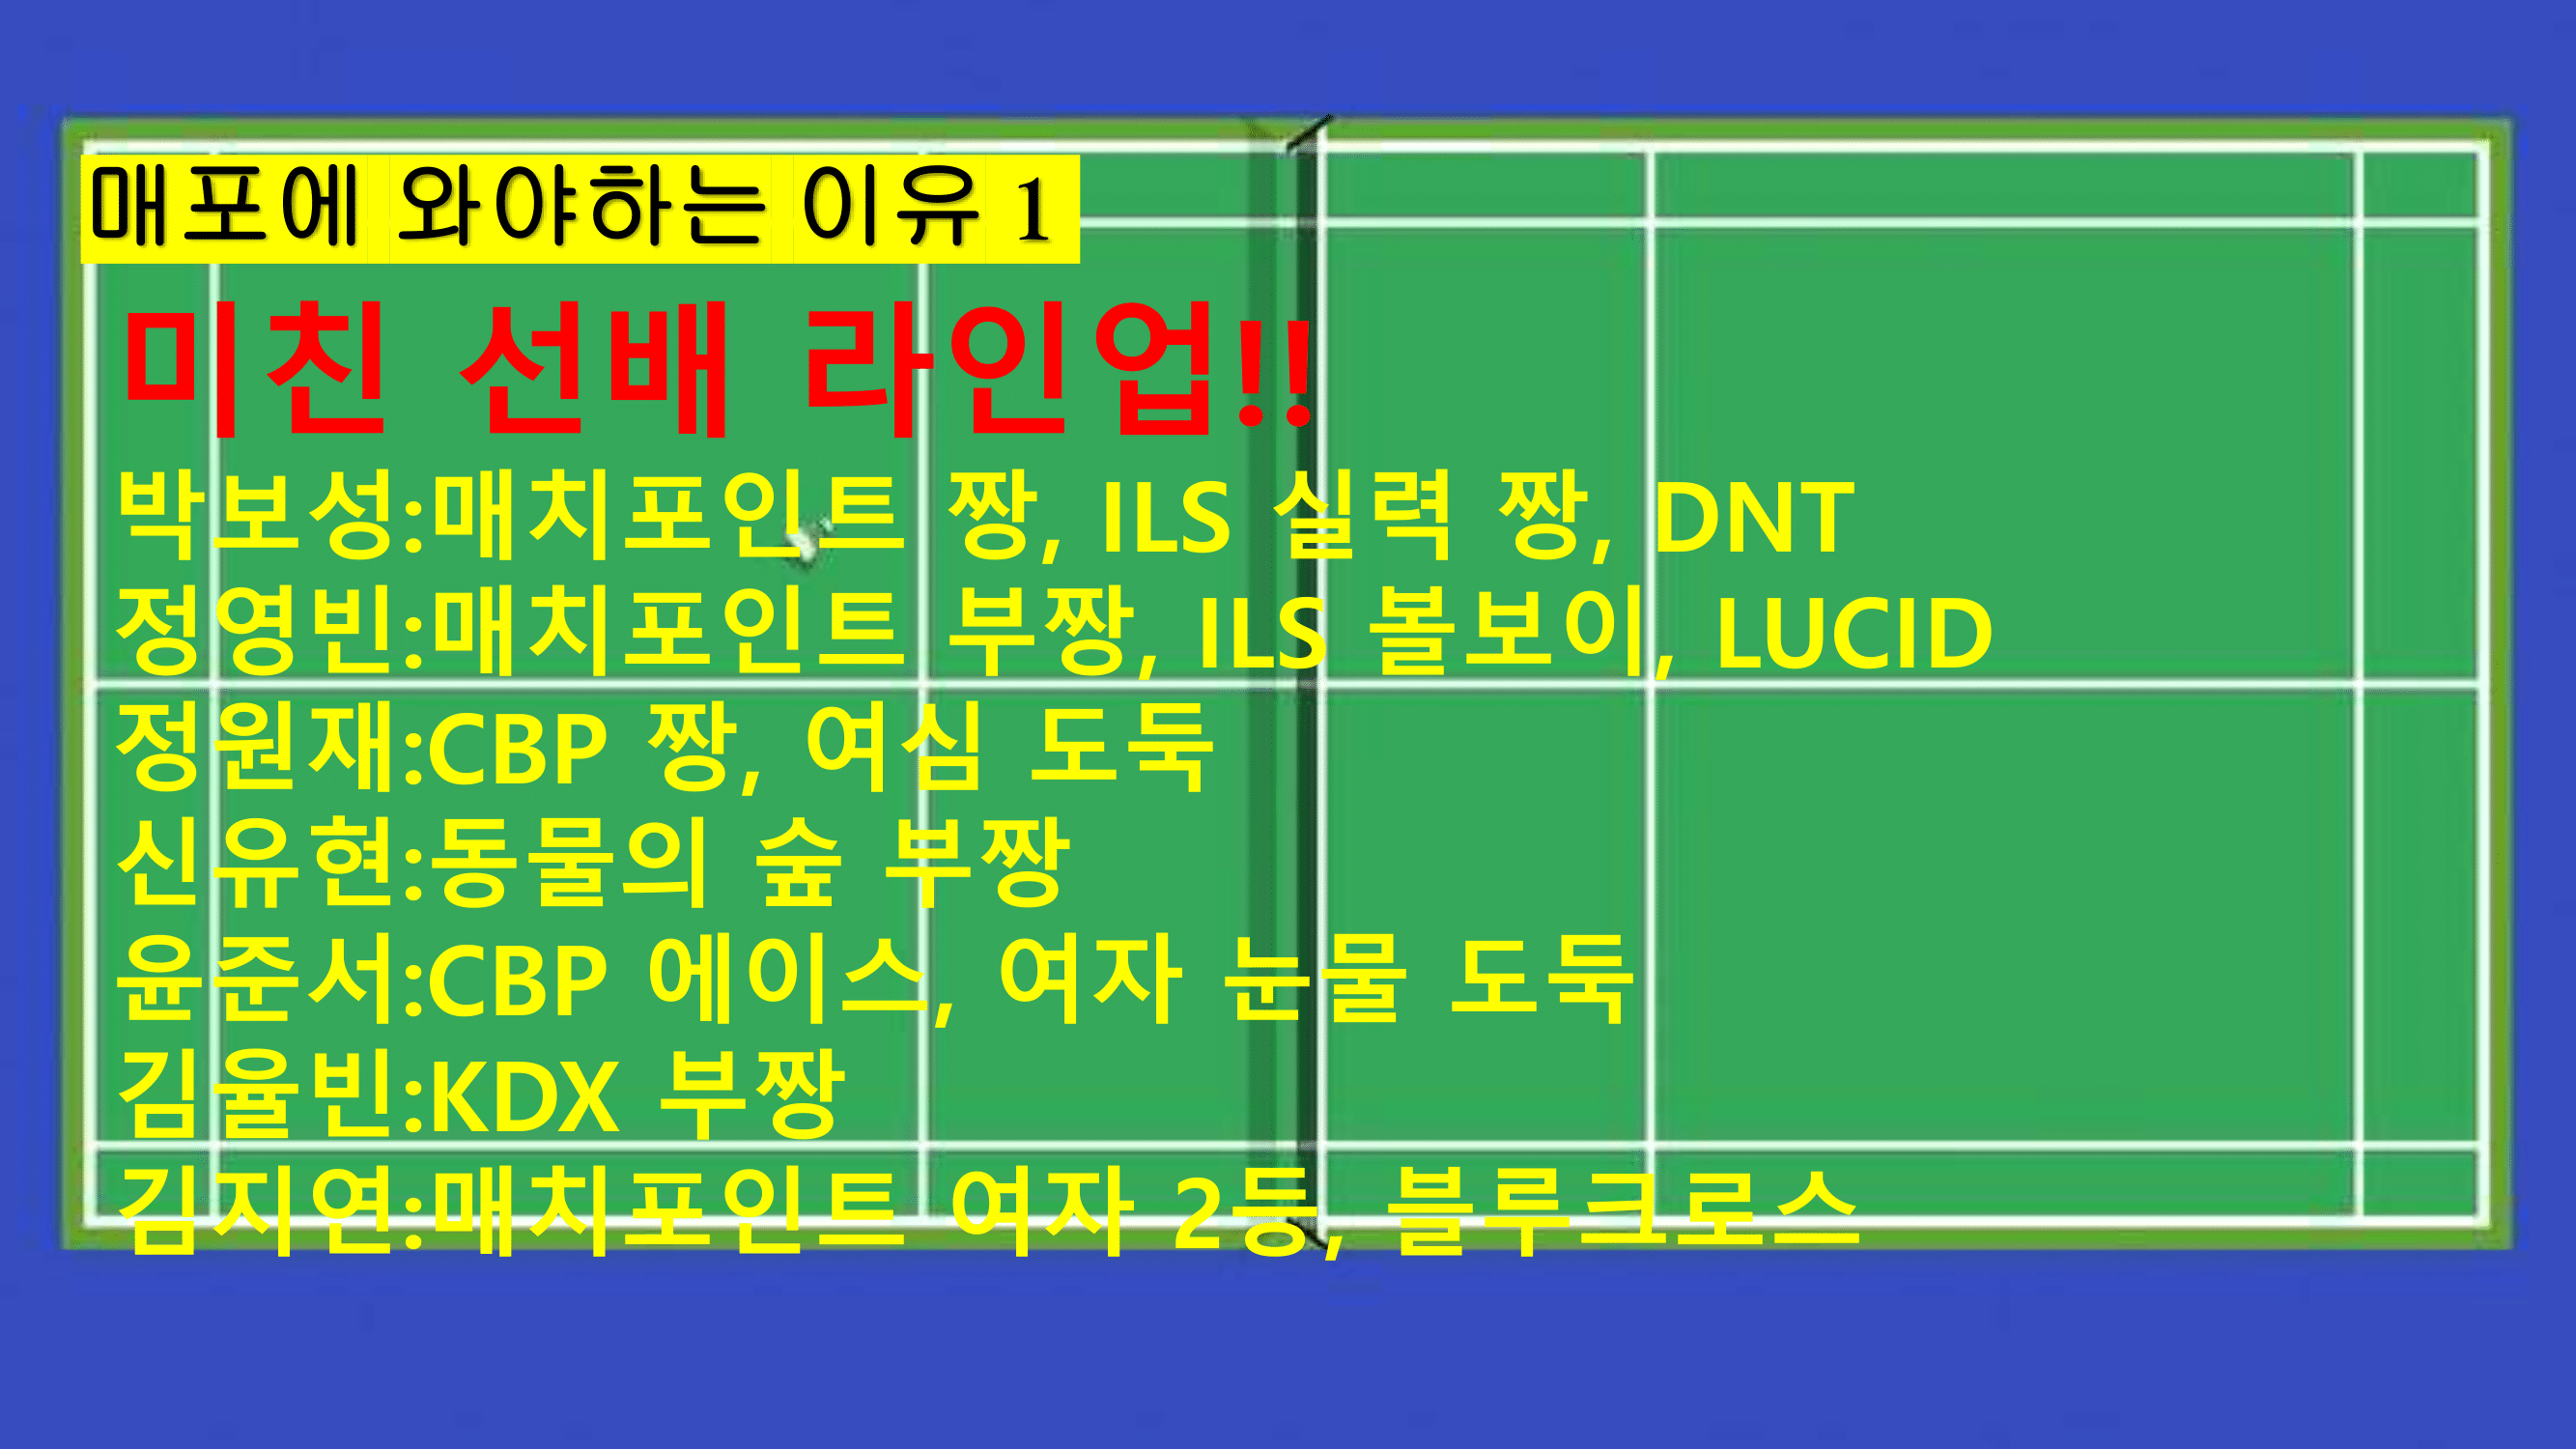 매포에 와야하는 이유 1
미친 선배 라인업!!
박보성:매치포인트 짱, ILS 실력 짱, DNT
정영빈:매치포인트 부짱, ILS 볼보이, LUCID
정원재:CBP 짱, 여심 도둑
신유현:동물의 숲 부짱
윤준서:CBP 에이스, 여자 눈물 도둑
김율빈:KDX 부짱
김지연:매치포인트 여자 2등, 블루크로스